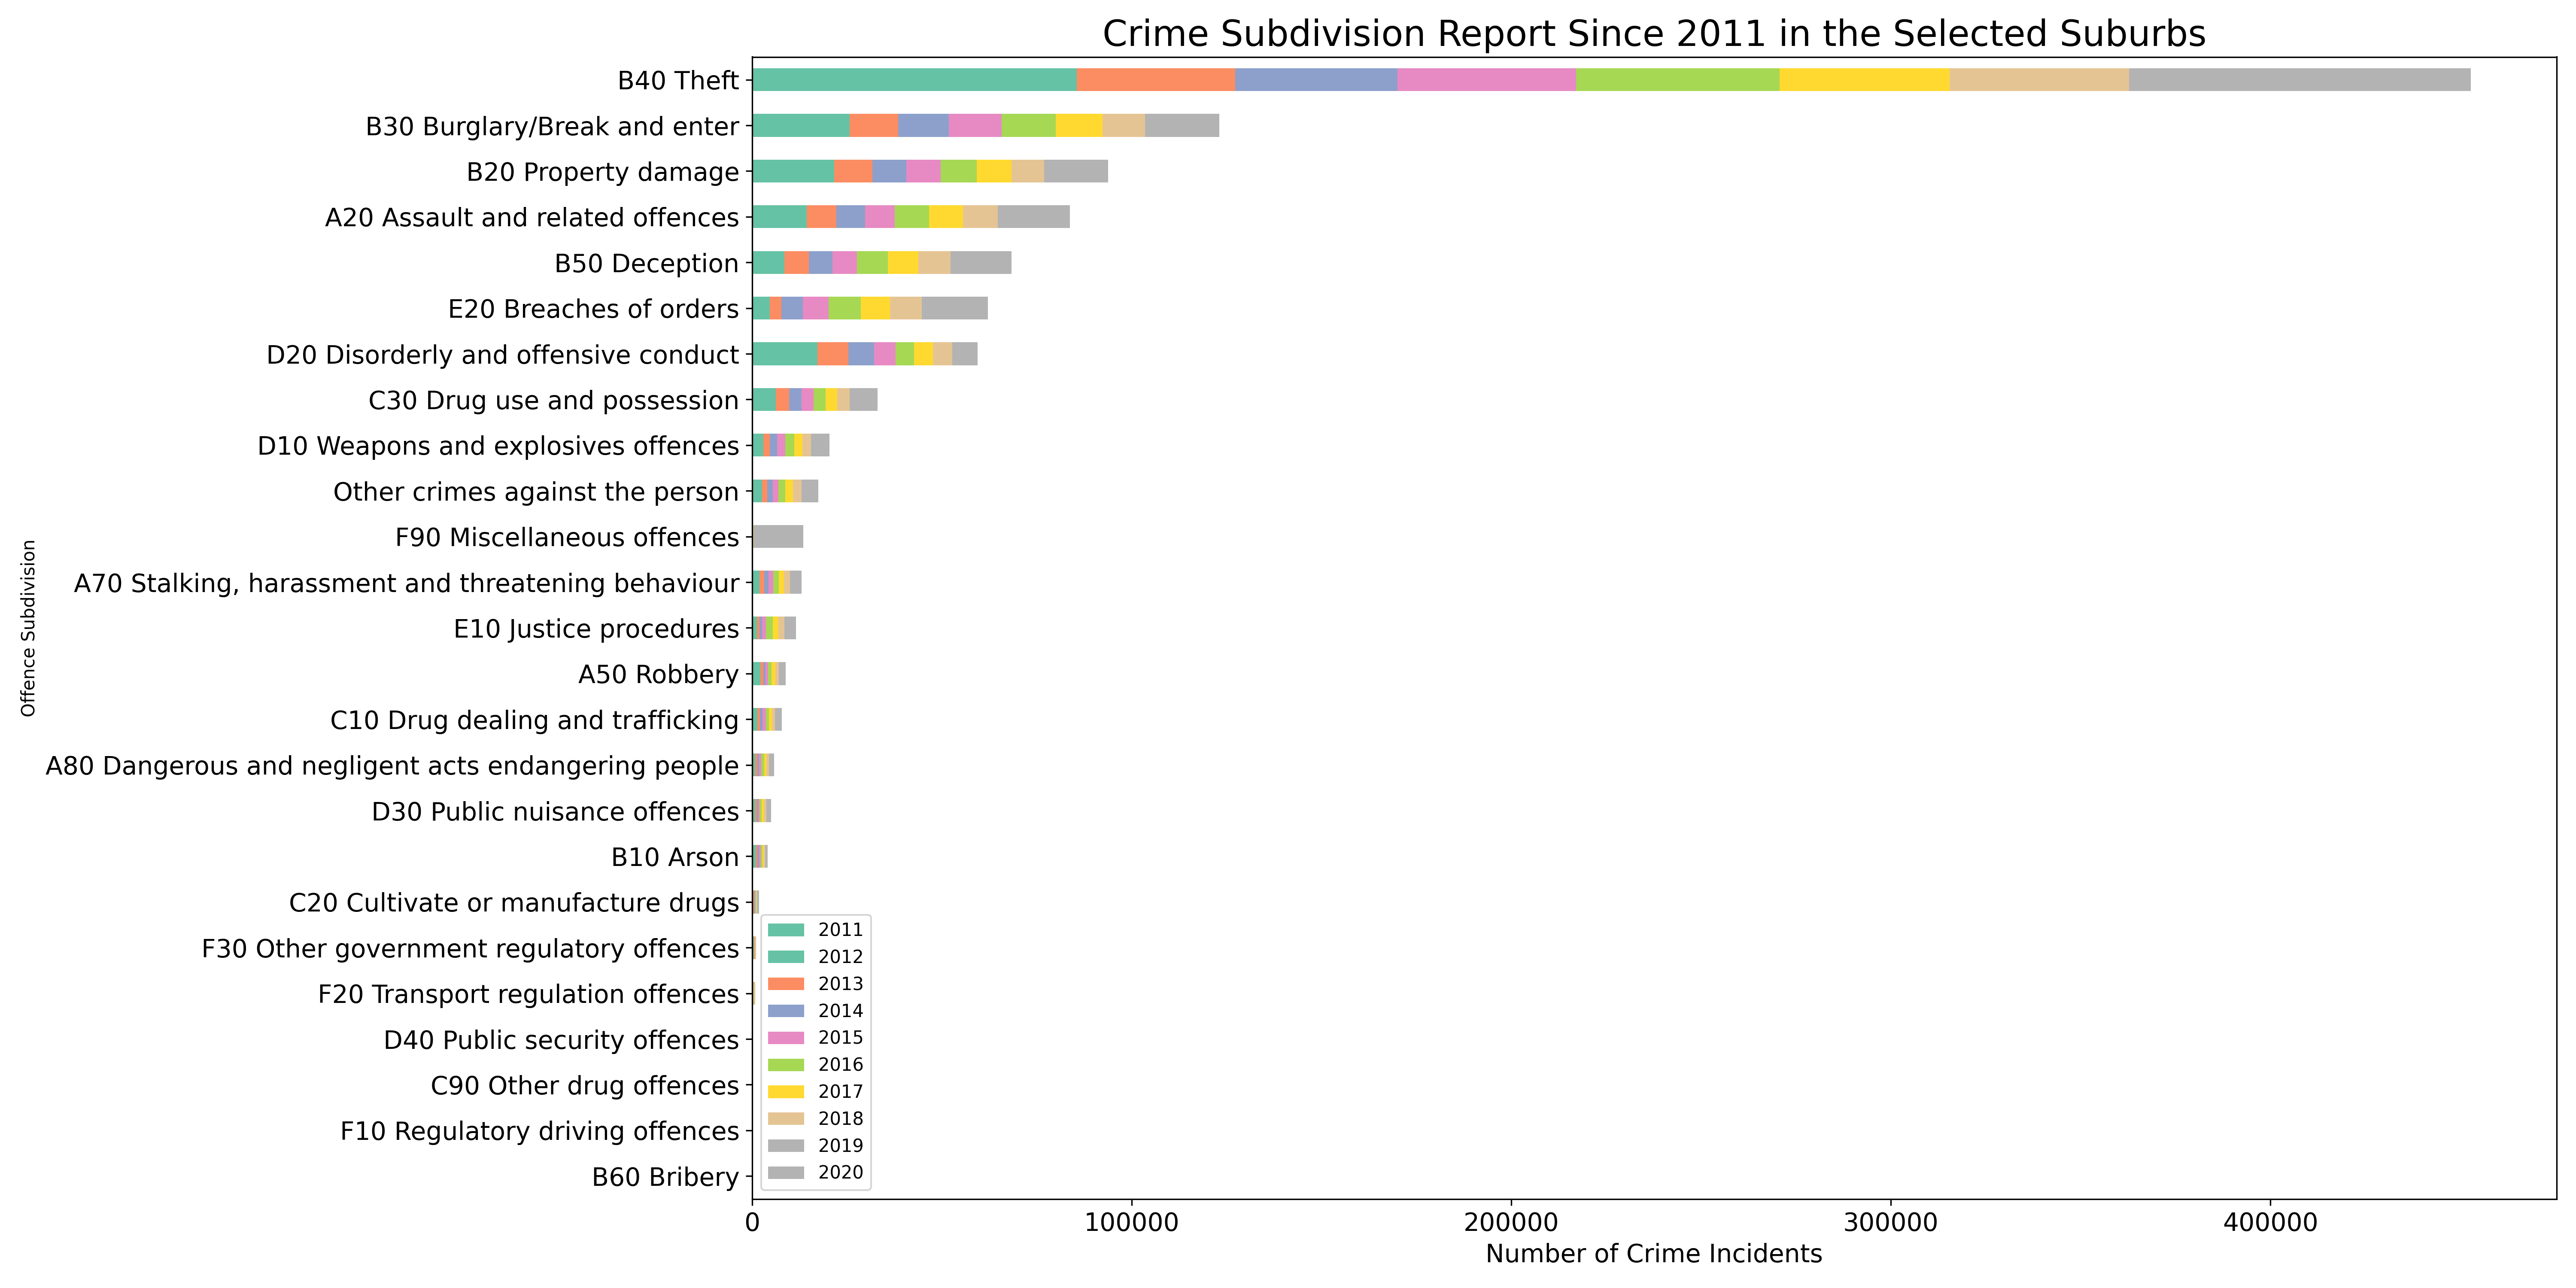 Crime Subdivision Report Since 2011 in the Selected Suburbs
Offence Subdivision
B40 Theft
B30 Burglary/Break and enter
B20 Property damage
A20 Assault and related offences
B50 Deception
E20 Breaches of orders
D20 Disorderly and offensive conduct
C30 Drug use and possession
D10 Weapons and explosives offences
Other crimes against the person
F90 Miscellaneous offences
A70 Stalking, harassment and threatening behaviour
E10 Justice procedures
A50 Robbery
C10 Drug dealing and trafficking
A80 Dangerous and negligent acts endangering people
D30 Public nuisance offences
B10 Arson
C20 Cultivate or manufacture drugs
F30 Other government regulatory offences
F20 Transport regulation offences
D40 Public security offences
C90 Other drug offences
F10 Regulatory driving offences
B60 Bribery
2011
2012
2013
2014
2015
2016
2017
2018
2019
2020
0 100000 200000 300000 400000
Number of Crime Incidents